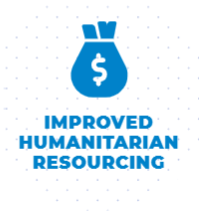 $
IMPROVED
HUMANITARIAN
RESOURCING